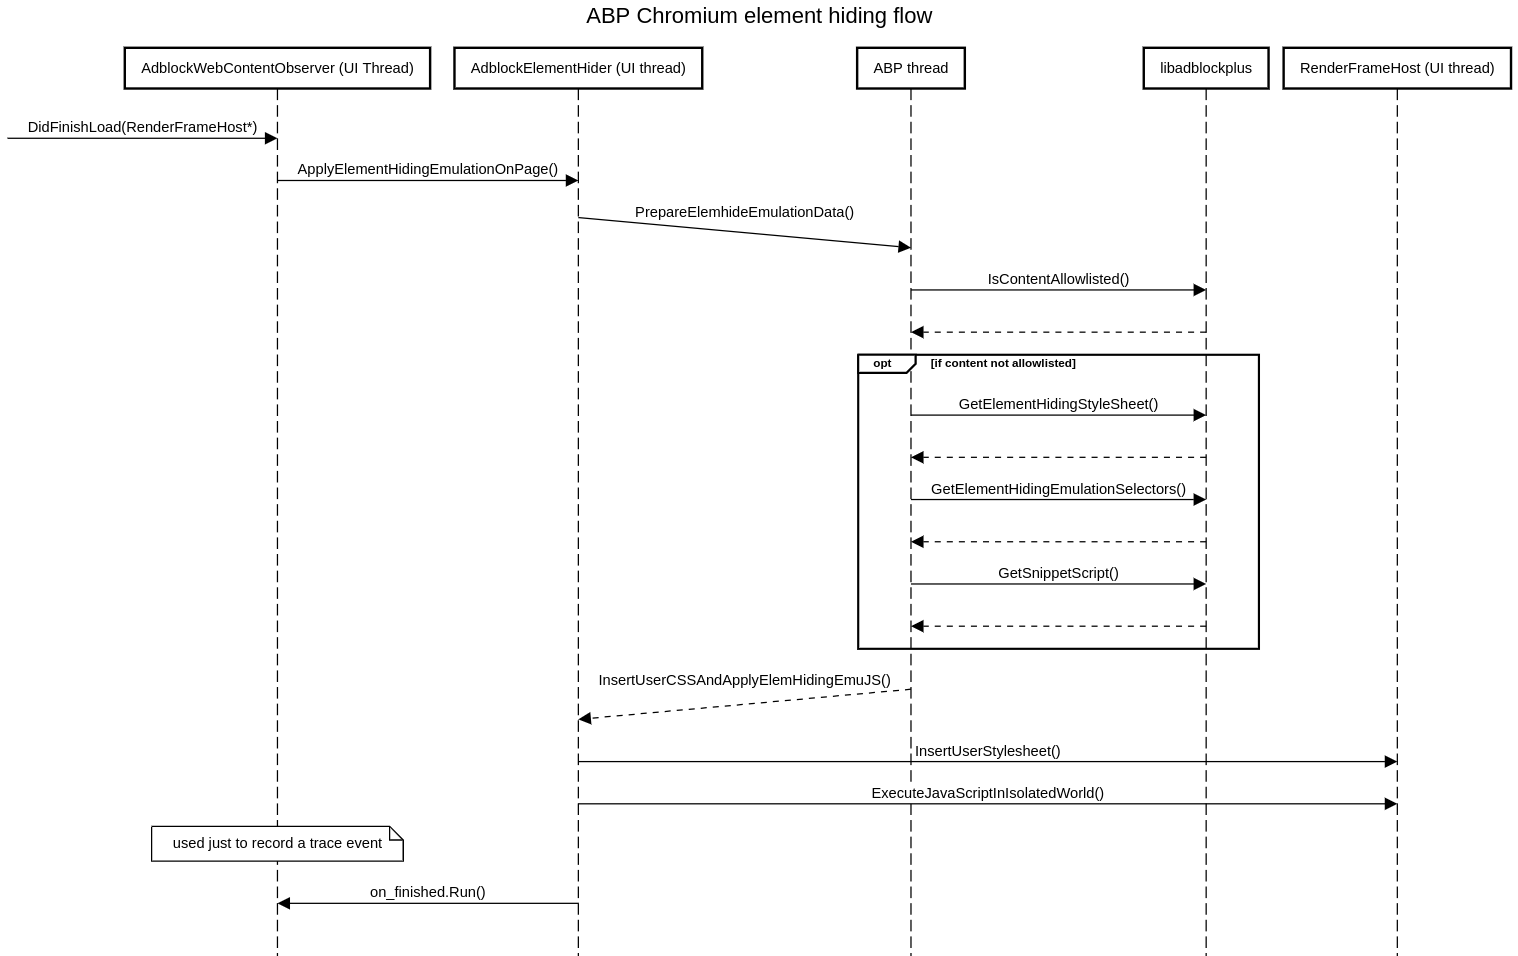 ABP Chromium element hiding flow
AdblockWebContentObserver (UI Thread)
AdblockElementHider (UI thread)
ABP thread
libadblockplus
RenderFrameHost (UI thread)
DidFinishLoad(RenderFrameHost*)
ApplyElementHidingEmulationOnPage()
PrepareElemhideEmulationData()
IsContentAllowlisted()
opt
[if content not allowlisted]
GetElementHidingStyleSheet()
GetElementHidingEmulationSelectors()
GetSnippetScript()
InsertUserCSSAndApplyElemHidingEmuJS()
InsertUserStylesheet()
ExecuteJavaScriptInIsolatedWorld()
used just to record a trace event
on_finished.Run()